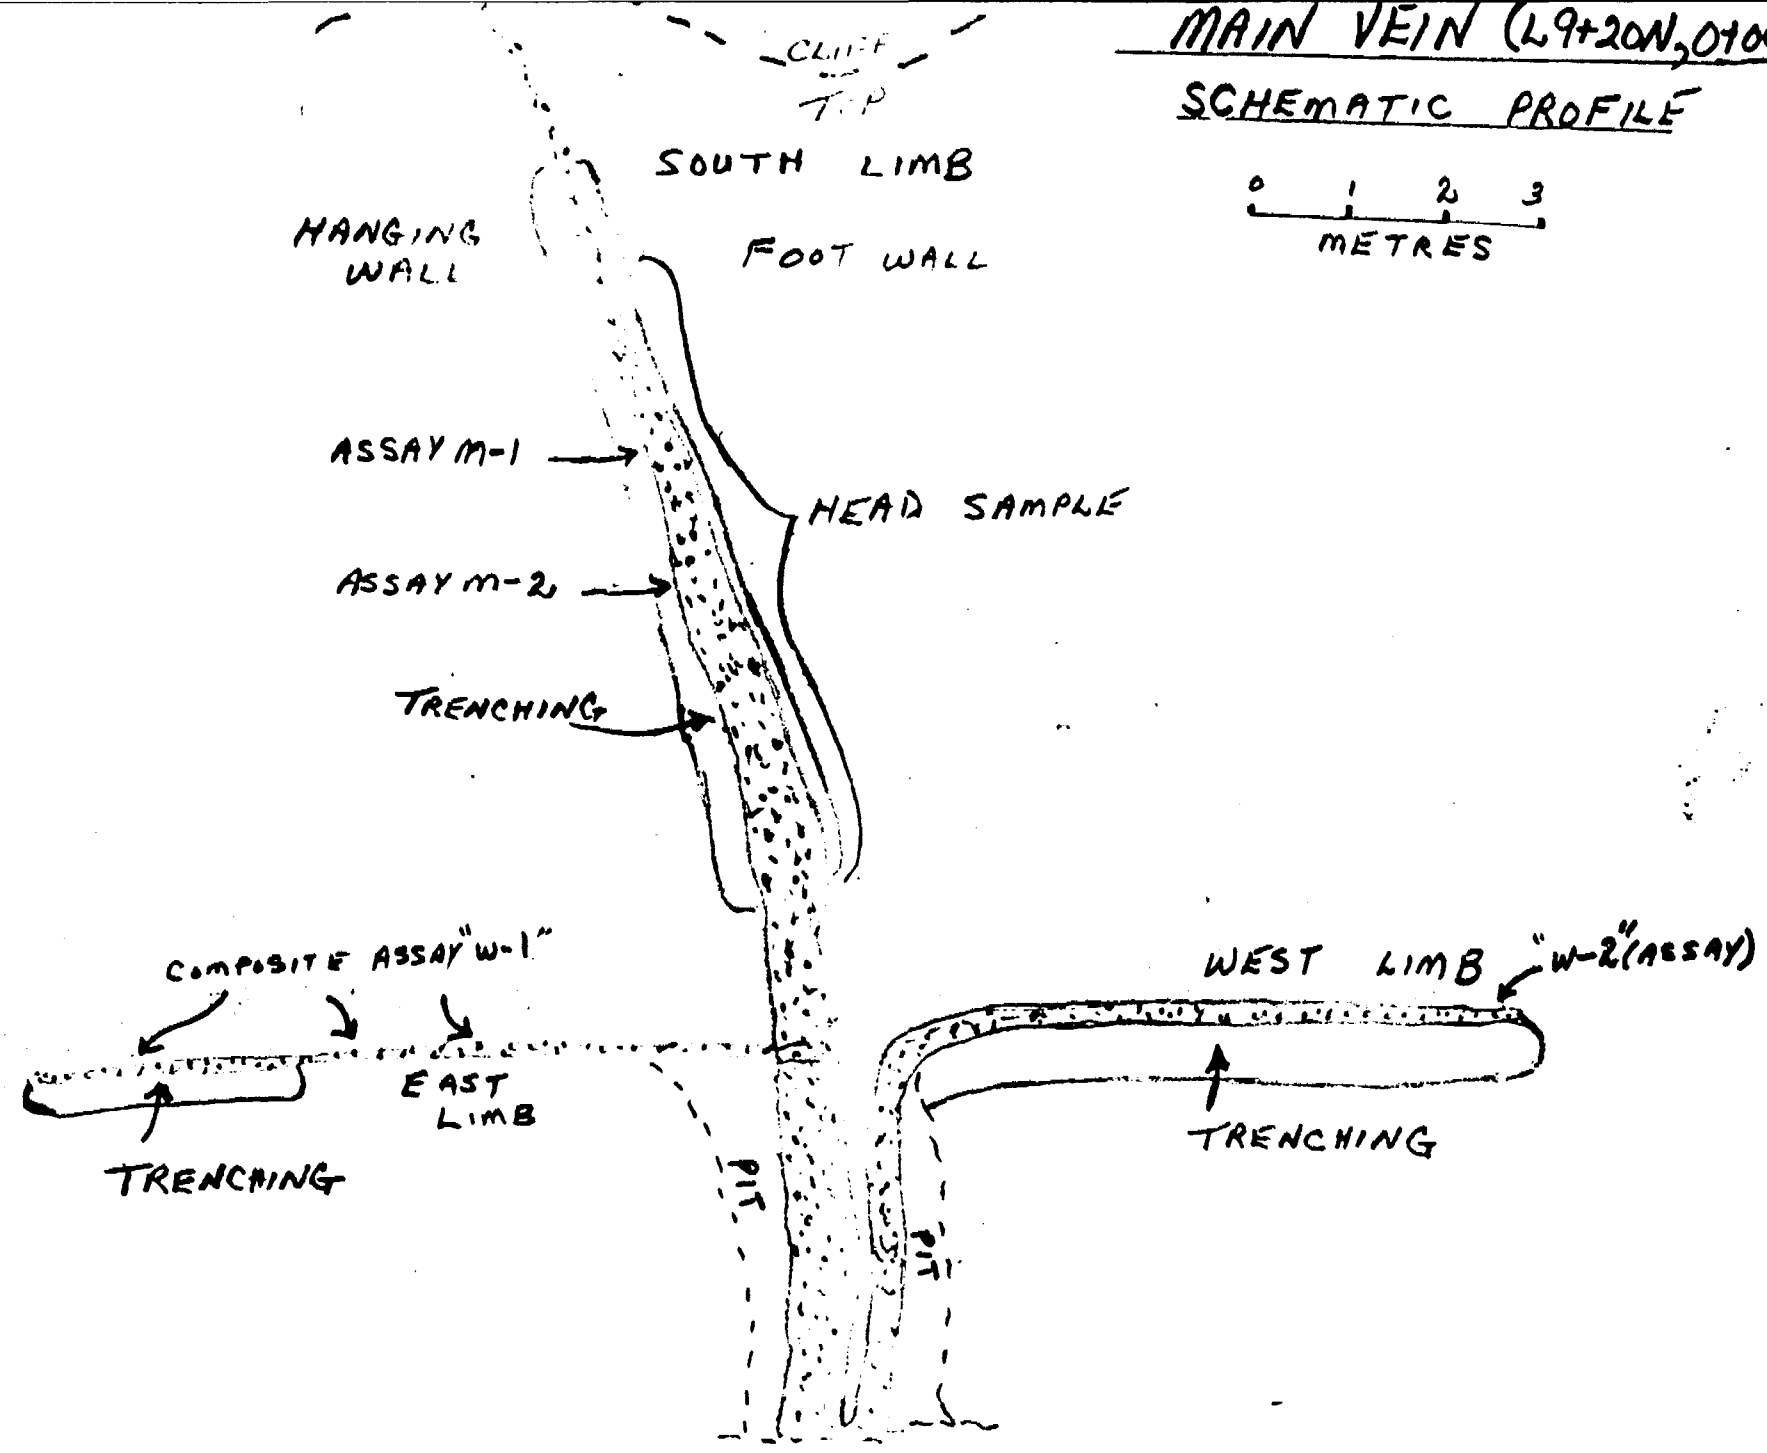 MAIN VEIN (L9+20N, 0+00
SCHEMATIC PROFILE
0 1 2 3
METRES
CLIFF
TOP
SOUTH LIMB
HANGING
WALL
FOOT WALL
ASSAY M-1
HEAD SAMPLE
ASSAY M-2
TRENCHING
COMPOSITE ASSAY "W-1"
WEST LIMB
"W-2" (ASSAY)
EAST
LIMB
TRENCHING
TRENCHING
PIT
PIT